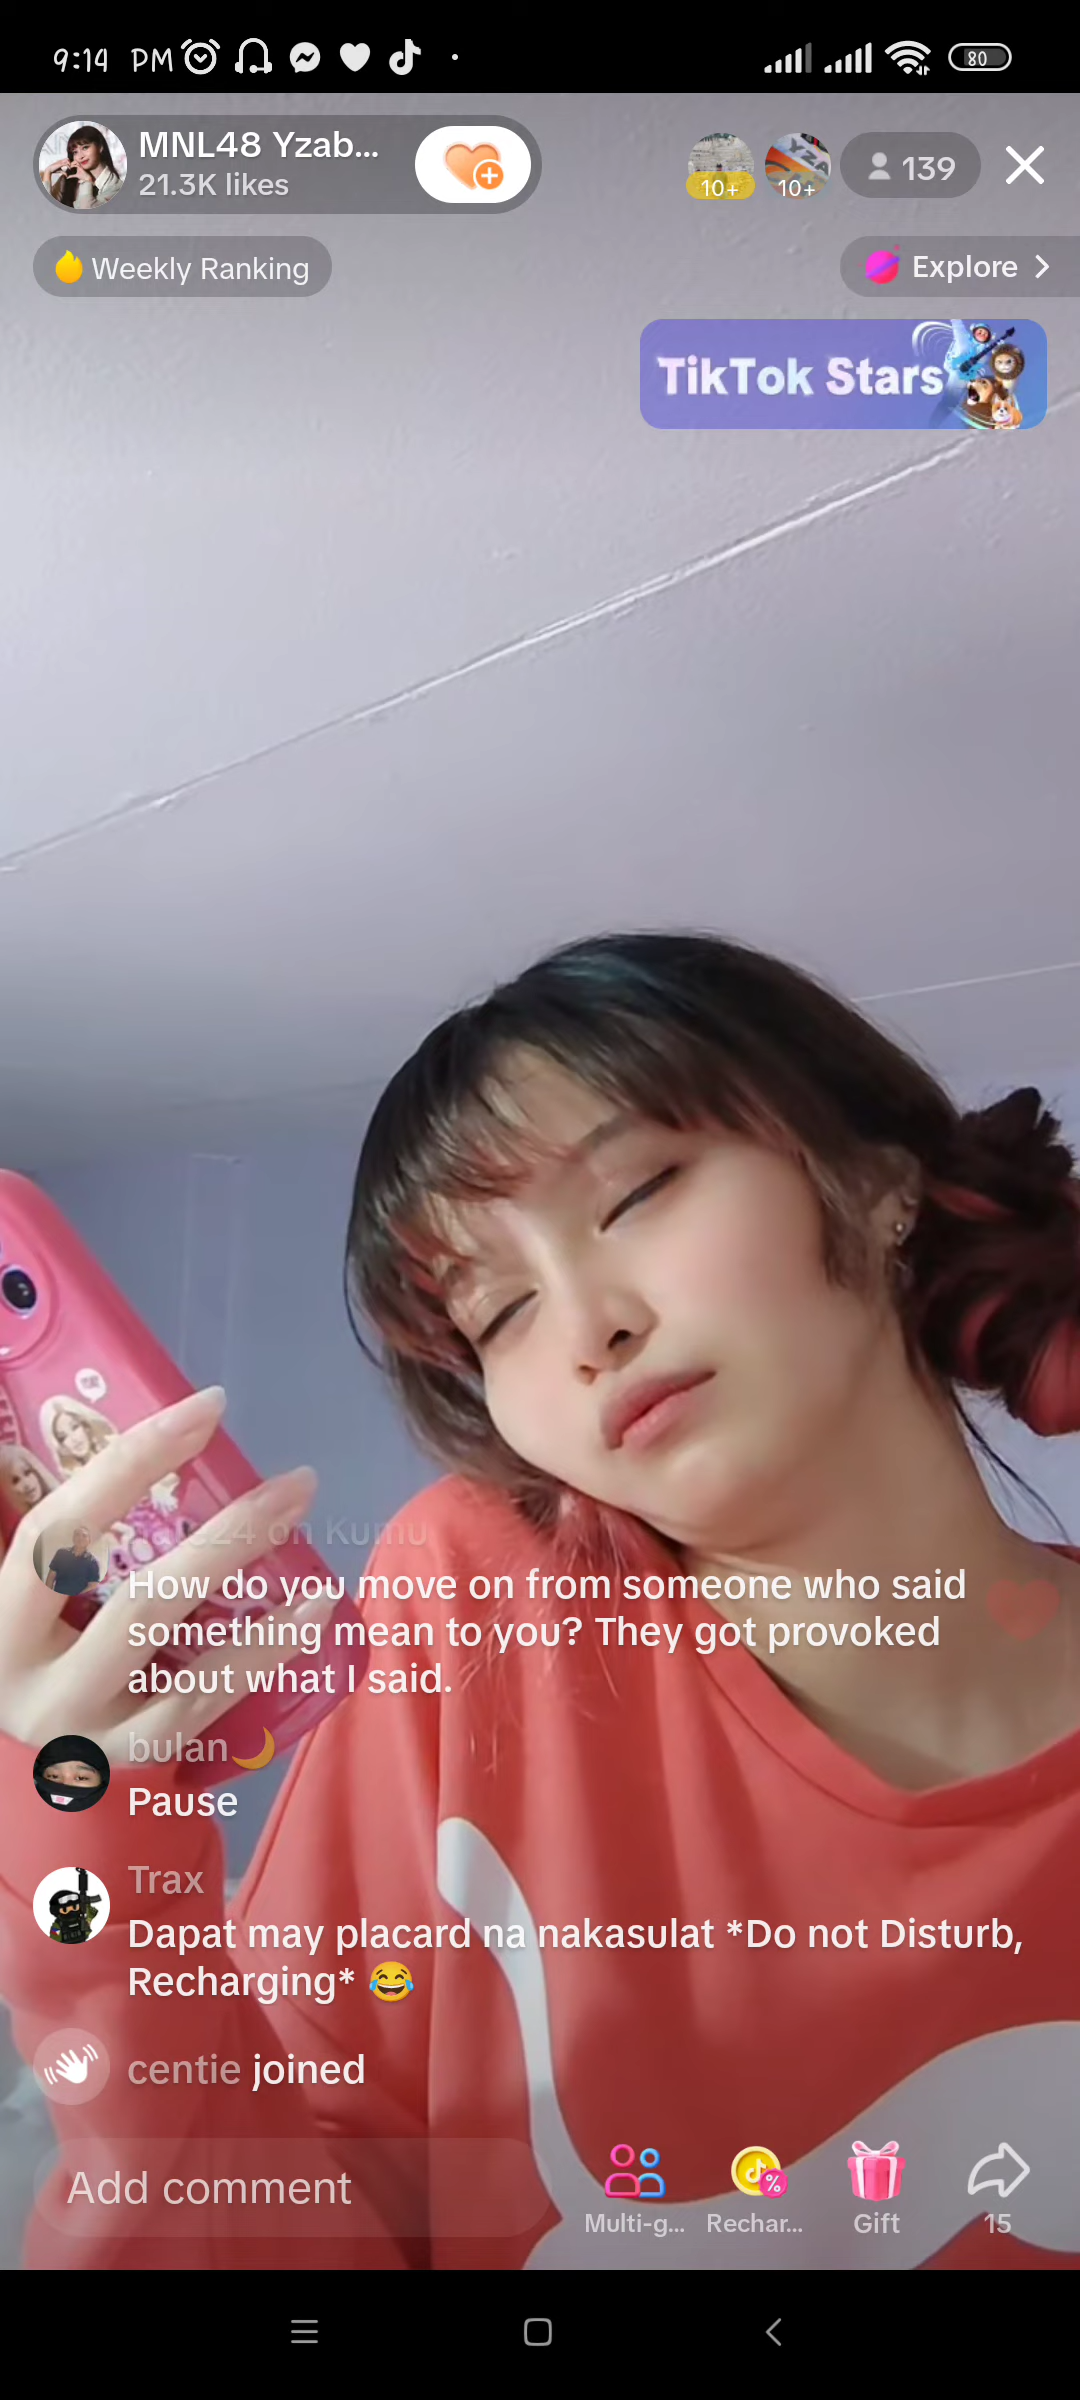 9:14 PM
80
MNL48 Yzab...
21.3K likes
10+
10+
139
Weekly Ranking
Explore
TikTok Stars
on Kumu
How do you move on from someone who said
something mean to you? They got provoked
about what I said.
bulan🌙
Pause
Trax
Dapat may placard na nakasulat *Do not Disturb,
Recharging* 😂
centie joined
Add comment
Multi-g...
Rechar...
Gift
15